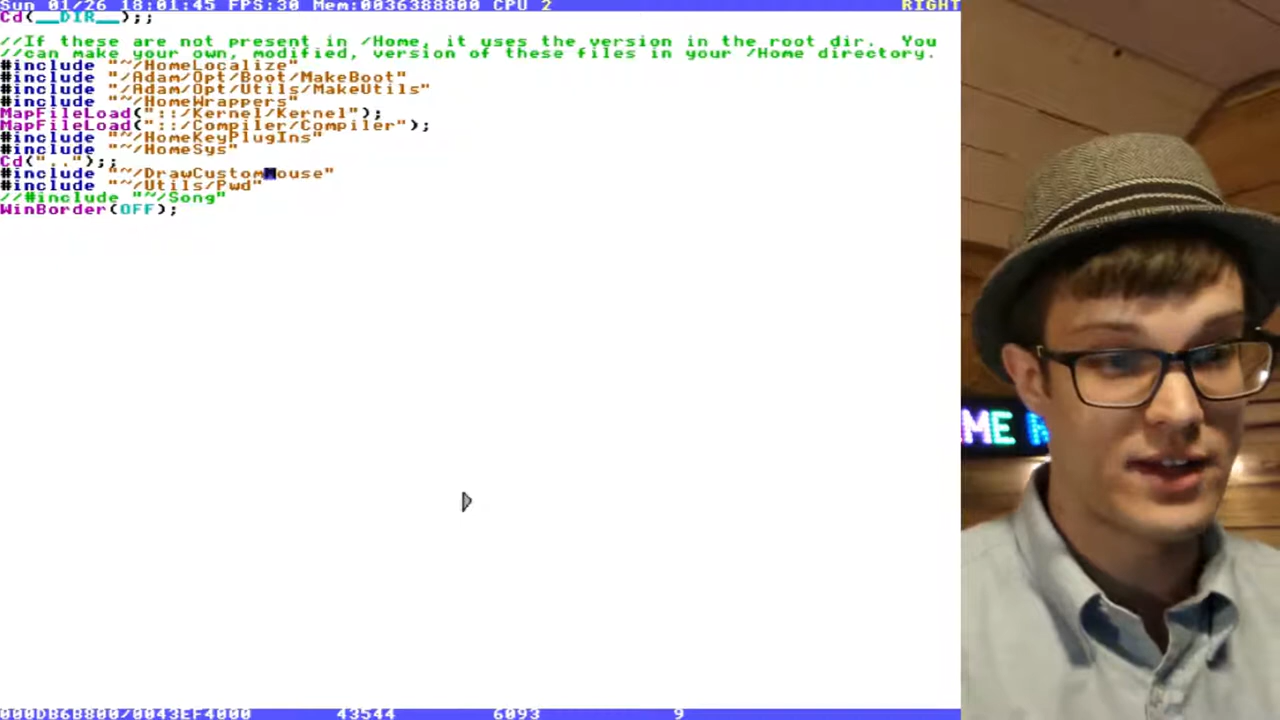 Sun 01/26 18:01:45 FPS:30 Mem:0036388800 CPU 2 RIGHT
Cd(__DIR__);;
//If these are not present in /Home, it uses the version in the root dir. You
//can make your own, modified, version of these files in your /Home directory.
#include "~/HomeLocalize"
#include "/Adam/Opt/Boot/MakeBoot"
#include "/Adam/Opt/Utils/MakeUtils"
#include "~/HomeWrappers"
MapFileLoad("::/Kernel/Kernel");
MapFileLoad("::/Compiler/Compiler");
#include "~/HomeKeyPlugIns"
#include "~/HomeSys"
Cd("..");;
#include "~/DrawCustomMouse"
#include "~/Utils/Pwd"
//#include "~/Song"
WinBorder(OFF);
ME
000DB6B800/0043EF4000 43544 6093 9